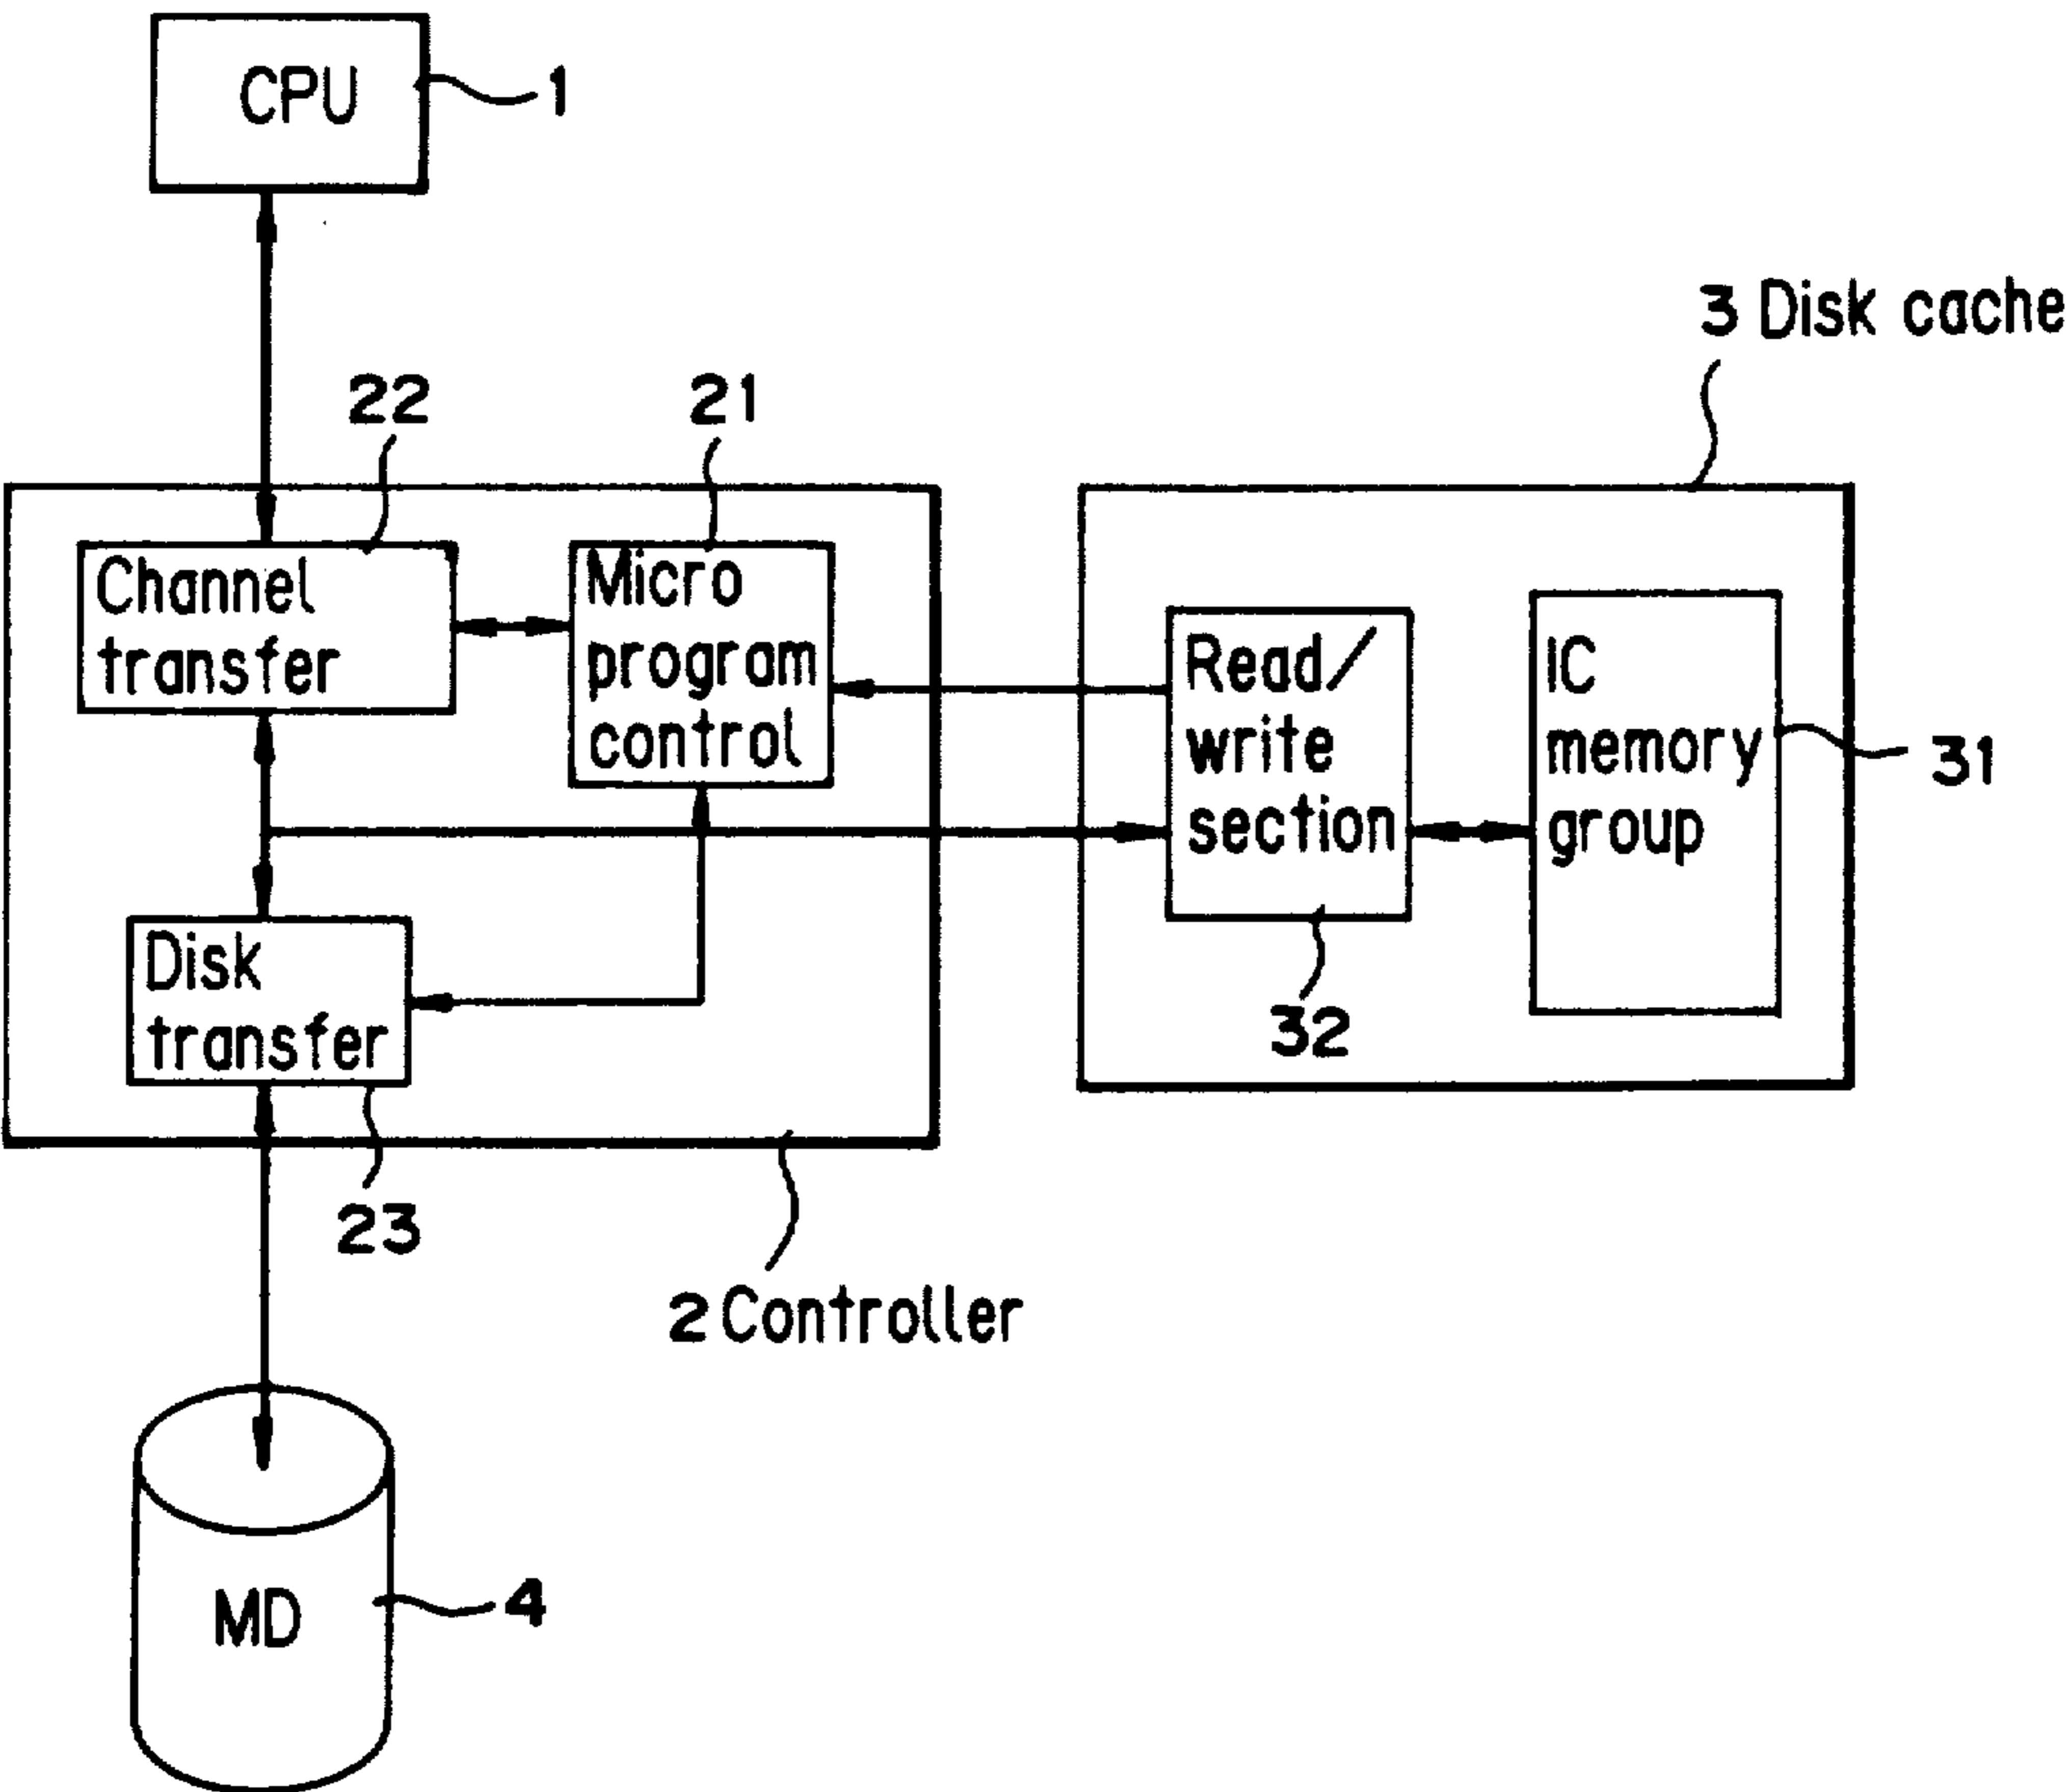 CPU
1
3 Disk cache
22
21
Channel
transfer
Micro
program
control
Read/
write
section
IC
memory
group
31
Disk
transfer
32
23
2 Controller
MD
4